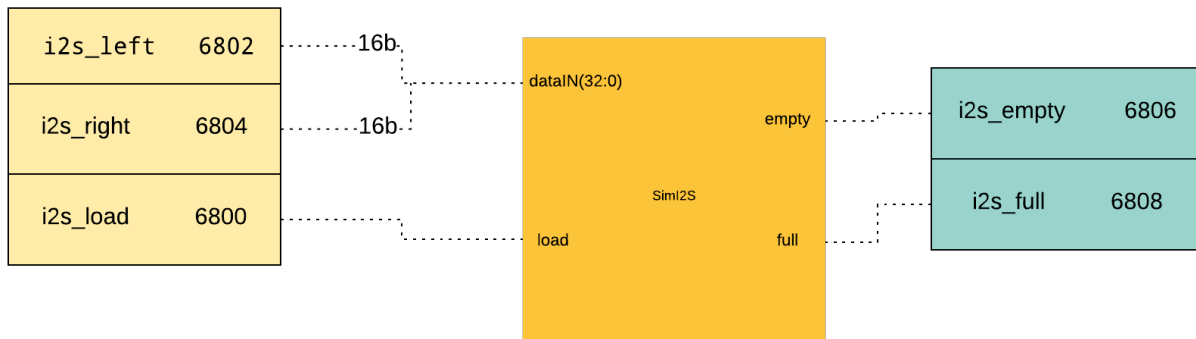 i2s_left 6802
16b
i2s_right 6804
16b
i2s_load 6800
dataIN(32:0)
empty
SimI2S
load
full
i2s_empty 6806
i2s_full 6808